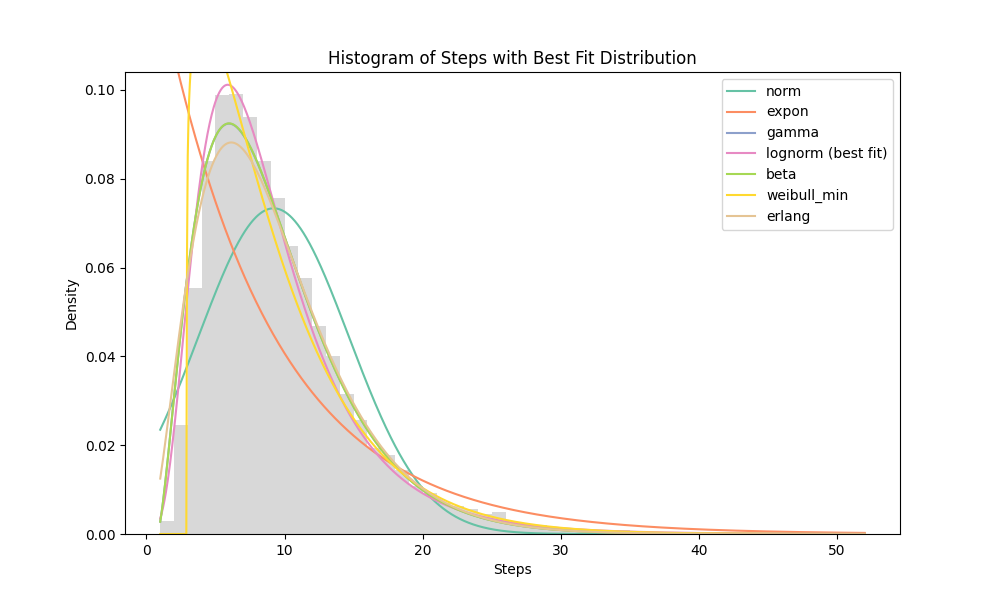 Histogram of Steps with Best Fit Distribution
norm
expon
gamma
lognorm (best fit)
beta
weibull_min
erlang
Density
0.10
0.08
0.06
0.04
0.02
0.00
0
10
20
30
40
50
Steps